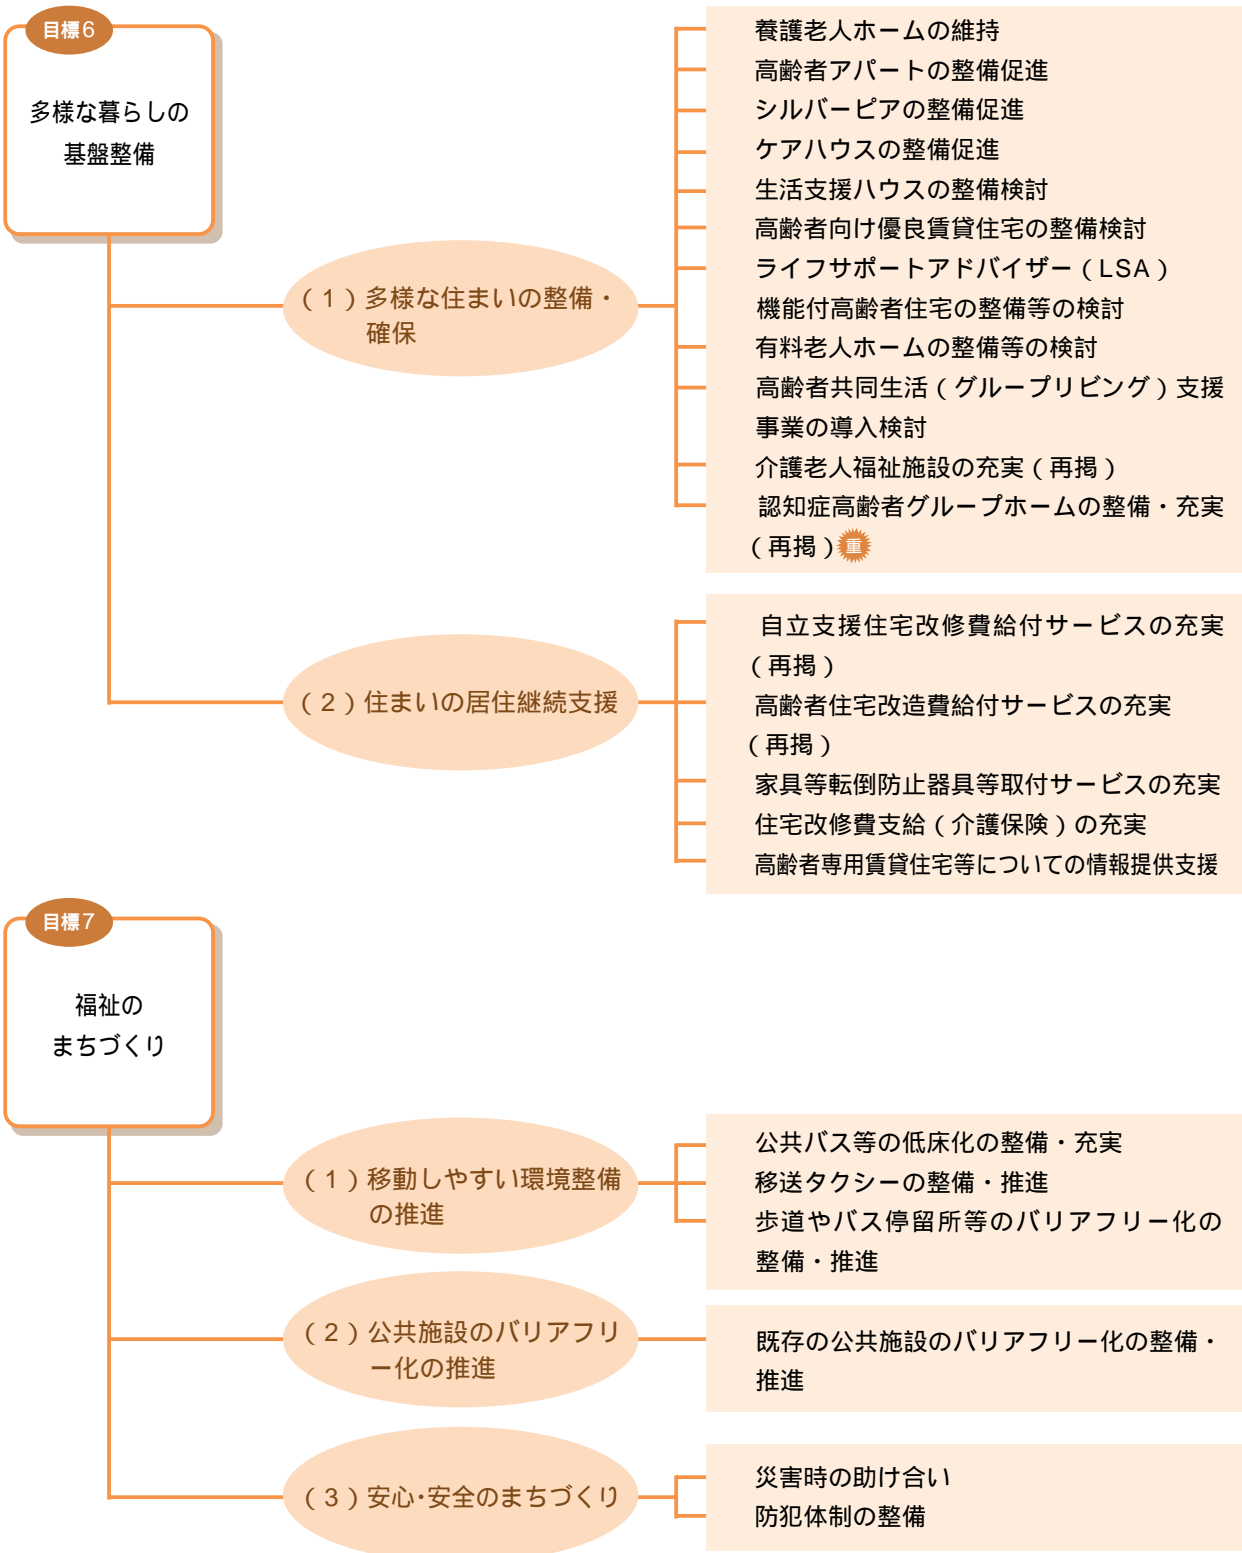 目標6
多様な暮らしの
基盤整備
(1)多様な住まいの整備・
確保
養護老人ホームの維持
高齢者アパートの整備促進
シルバーピアの整備促進
ケアハウスの整備促進
生活支援ハウスの整備検討
高齢者向け優良賃貸住宅の整備検討
ライフサポートアドバイザー(LSA)
機能付高齢者住宅の整備等の検討
有料老人ホームの整備等の検討
高齢者共同生活(グループリビング)支援
事業の導入検討
介護老人福祉施設の充実(再掲)
認知症高齢者グループホームの整備・充実
(再掲)重
(2)住まいの居住継続支援
自立支援住宅改修費給付サービスの充実
(再掲)
高齢者住宅改造費給付サービスの充実
(再掲)
家具等転倒防止器具等取付サービスの充実
住宅改修費支給(介護保険)の充実
高齢者専用賃貸住宅等についての情報提供支援
目標7
福祉の
まちづくり
(1)移動しやすい環境整備
の推進
公共バス等の低床化の整備・充実
移送タクシーの整備・推進
歩道やバス停留所等のバリアフリー化の
整備・推進
(2)公共施設のバリアフリ
ー化の推進
既存の公共施設のバリアフリー化の整備・
推進
(3)安心・安全のまちづくり
災害時の助け合い
防犯体制の整備